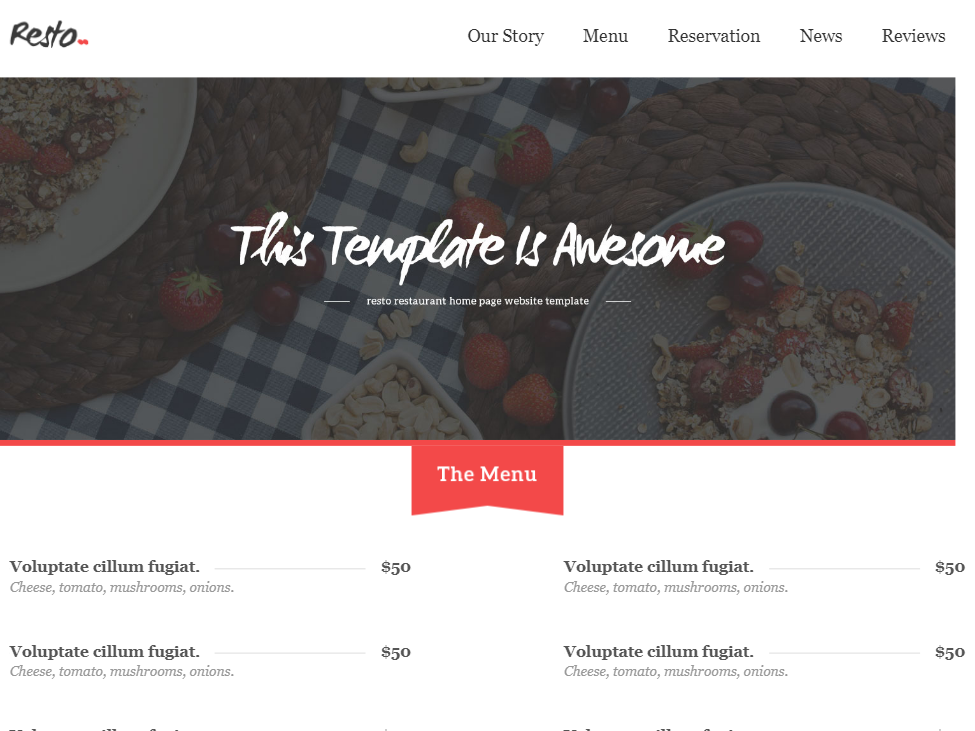 Resto
Our Story Menu Reservation News Reviews
This Template Is Awesome
resto restaurant home page website template
The Menu
Voluptate cillum fugiat. $50
Cheese, tomato, mushrooms, onions.
Voluptate cillum fugiat. $50
Cheese, tomato, mushrooms, onions.
Voluptate cillum fugiat. $50
Cheese, tomato, mushrooms, onions.
Voluptate cillum fugiat. $50
Cheese, tomato, mushrooms, onions.